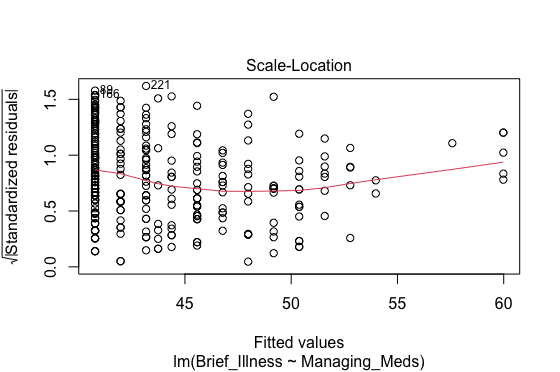 Scale-Location
√|Standardized residuals|
1.5
1.0
0.5
0.0
221
45
50
55
60
Fitted values
lm(Brief_Illness ~ Managing_Meds)